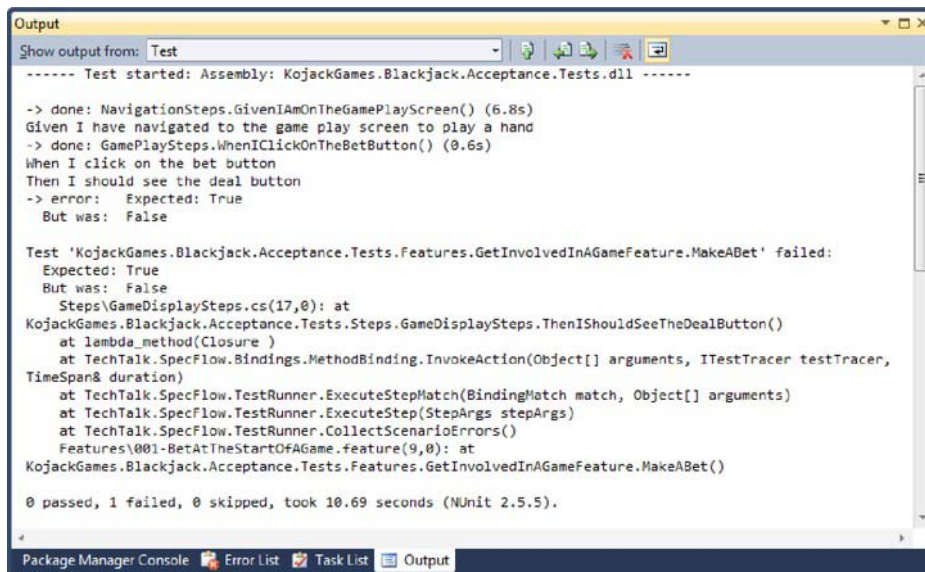 Output
Show output from: Test
------ Test started: Assembly: KojackGames.Blackjack.Acceptance.Tests.dll ------
-> done: NavigationSteps.GivenIAmOnTheGamePlayScreen() (6.8s)
Given I have navigated to the game play screen to play a hand
-> done: GamePlaySteps.WhenIClickOnTheBetButton() (0.6s)
When I click on the bet button
Then I should see the deal button
-> error:   Expected: True
But was:  False
Test 'KojackGames.Blackjack.Acceptance.Tests.Features.GetInvolvedInAGameFeature.MakeABet' failed:
Expected: True
But was:  False
Steps\GameDisplaySteps.cs(17,0): at
KojackGames.Blackjack.Acceptance.Tests.Steps.GameDisplaySteps.ThenIShouldSeeTheDealButton()
at lambda_method(Closure )
at TechTalk.SpecFlow.Bindings.MethodBinding.InvokeAction(Object[] arguments, ITestTracer testTracer,
TimeSpan& duration)
at TechTalk.SpecFlow.TestRunner.ExecuteStepMatch(BindingMatch match, Object[] arguments)
at TechTalk.SpecFlow.TestRunner.ExecuteStep(StepArgs stepArgs)
at TechTalk.SpecFlow.TestRunner.CollectScenarioErrors()
Features\001-BetAtTheStartOfAGame.feature(9,0): at
KojackGames.Blackjack.Acceptance.Tests.Features.GetInvolvedInAGameFeature.MakeABet()
0 passed, 1 failed, 0 skipped, took 10.69 seconds (NUnit 2.5.5).
Package Manager Console Error List Task List Output